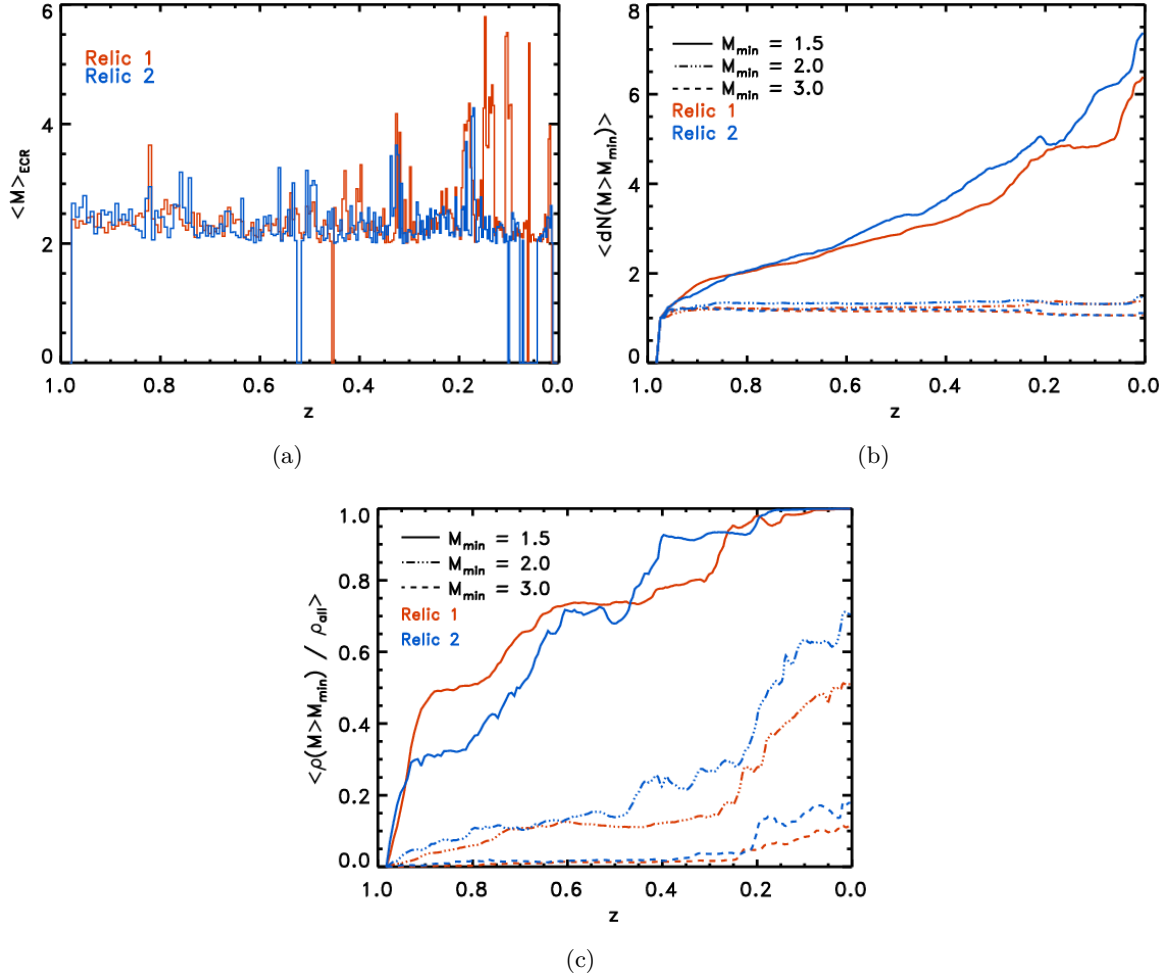 6
4
2
0
<M>ECR
Relic 1
Relic 2
1.0 0.8 0.6 0.4 0.2 0.0
z
(a)
8
6
4
2
0
<dN(M>Mmin)>
Mmin = 1.5
Mmin = 2.0
Mmin = 3.0
Relic 1
Relic 2
1.0 0.8 0.6 0.4 0.2 0.0
z
(b)
1.0
0.8
0.6
0.4
0.2
0.0
<ρ(M>Mmin) / ρall>
Mmin = 1.5
Mmin = 2.0
Mmin = 3.0
Relic 1
Relic 2
1.0 0.8 0.6 0.4 0.2 0.0
z
(c)